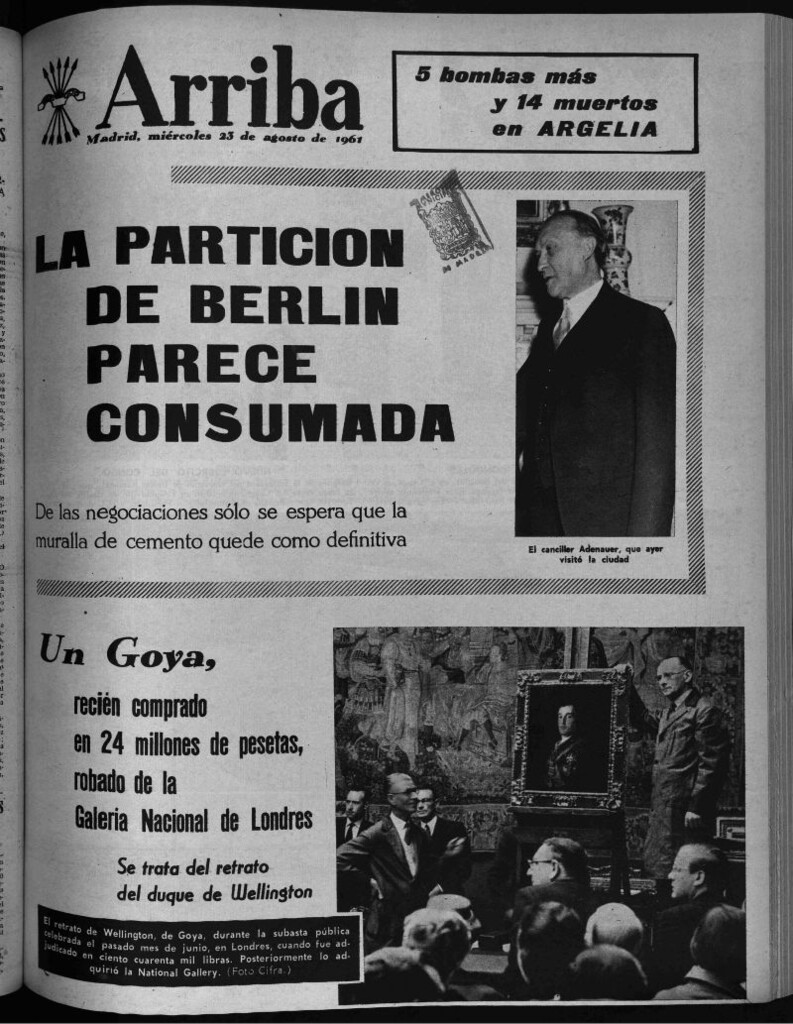 Arriba
Madrid, miércoles 23 de agosto de 1961
5 bombas más
y 14 muertos
en ARGELIA
LA PARTICION
DE BERLIN
PARECE
CONSUMADA
De las negociaciones sólo se espera que la
muralla de cemento quede como definitiva
El canciller Adenauer, que ayer
visitó la ciudad
Un Goya,
recién comprado
en 24 millones de pesetas,
robado de la
Galeria Nacional de Londres
Se trata del retrato
del duque de Wellington
El retrato de Wellington, de Goya, durante la subasta pública
celebrada el pasado mes de junio, en Londres, cuando fue ad-
judicado en ciento cuarenta mil libras. Posteriormente lo ad-
quirió la National Gallery. (Foto Cifra.)